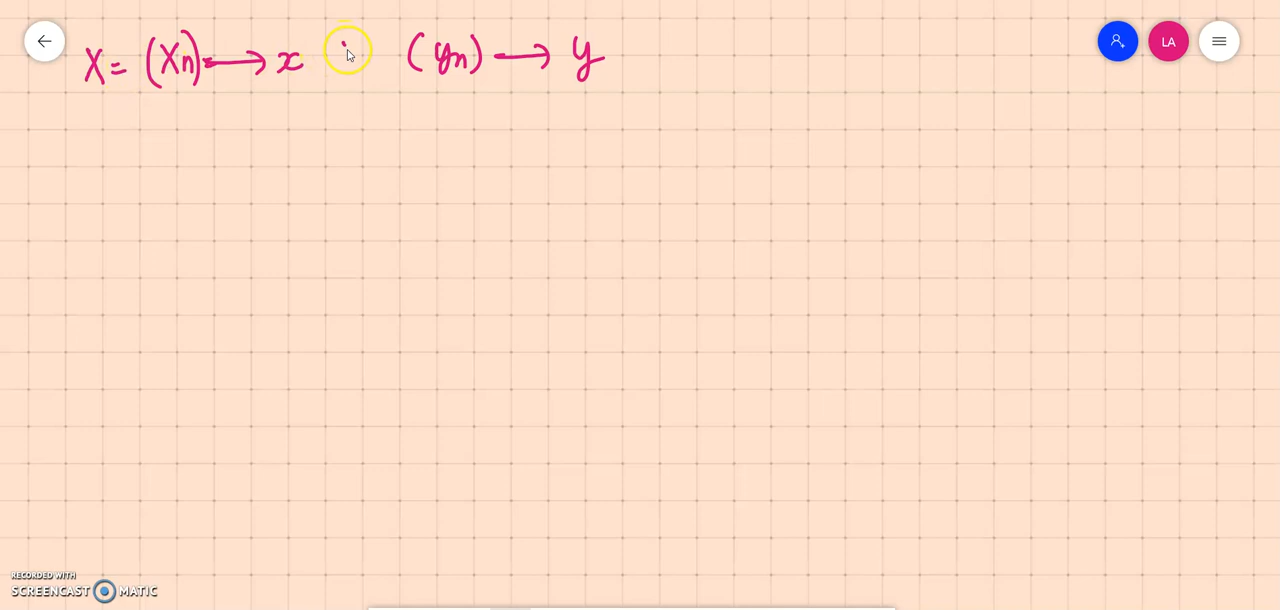 X = (Xn) → x (yn) → y
LA
RECORDED WITH
SCREENCAST MATIC